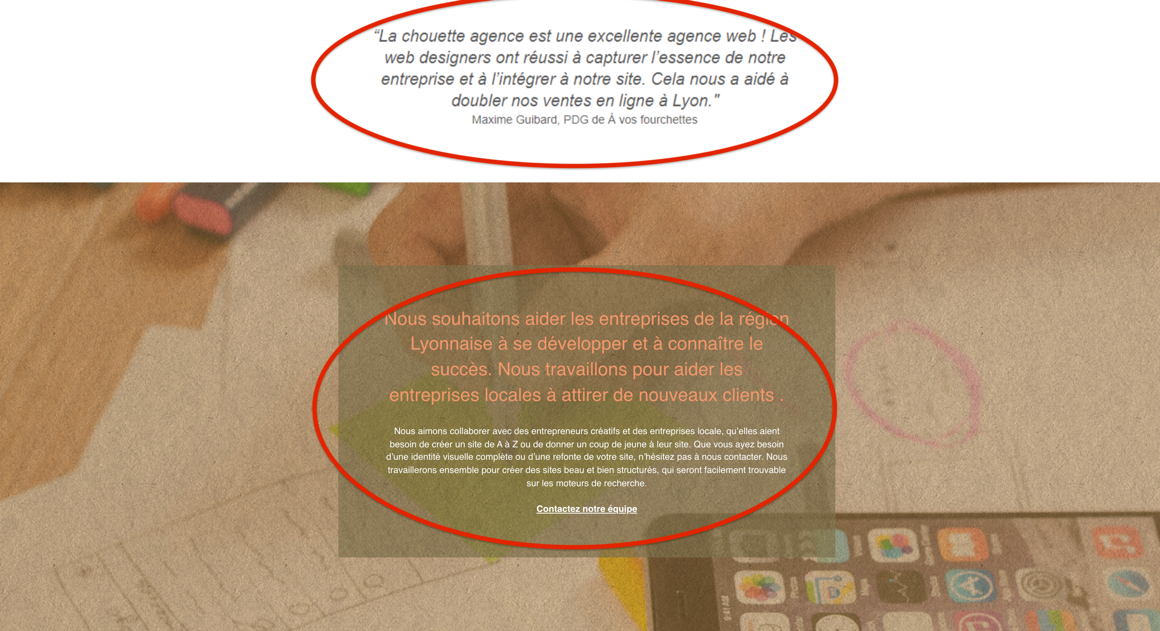 “La chouette agence est une excellente agence web ! Les
web designers ont réussi à capturer l’essence de notre
entreprise et à l’intégrer à notre site. Cela nous a aidé à
doubler nos ventes en ligne à Lyon."
Maxime Guibard, PDG de À vos fourchettes
Nous souhaitons aider les entreprises de la région
Lyonnaise à se développer et à connaître le
succès. Nous travaillons pour aider les
entreprises locales à attirer de nouveaux clients .
Nous aimons collaborer avec des entrepreneurs créatifs et des entreprises locale, qu’elles aient
besoin de créer un site de A à Z ou de donner un coup de jeune à leur site. Que vous ayez besoin
d’une identité visuelle complète ou d’une refonte de votre site, n’hésitez pas à nous contacter. Nous
travaillerons ensemble pour créer des sites beau et bien structurés, qui seront facilement trouvable
sur les moteurs de recherche.
Contactez notre équipe
9:41 AM